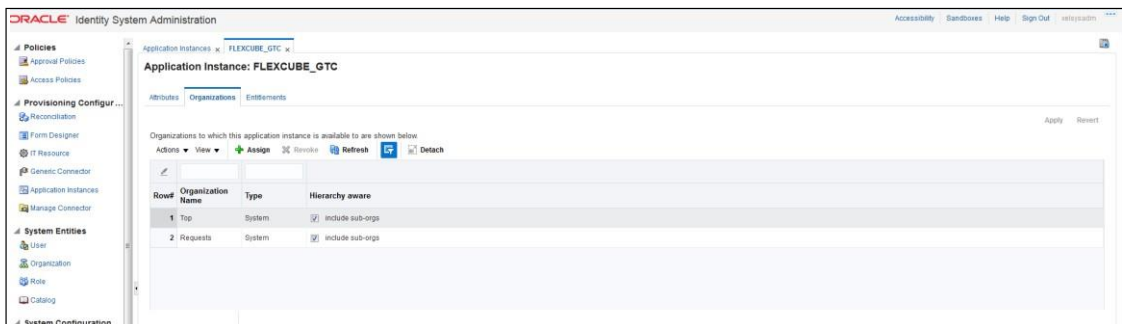 ORACLE Identity System Administration
Accessibility Sandboxes Help Sign Out xelsysadm
Policies
Approval Policies
Access Policies
Provisioning Configur...
Reconciliation
Form Designer
IT Resource
Generic Connector
Application Instances
Manage Connector
System Entities
User
Organization
Role
Catalog
System Configuration
Application Instances x FLEXCUBE_GTC x
Application Instance: FLEXCUBE_GTC
Attributes Organizations Entitlements
Apply Revert
Organizations to which this application instance is available to are shown below.
Actions View Assign Revoke Refresh Detach
Row# Organization Name Type Hierarchy aware
1 Top System include sub-orgs
2 Requests System include sub-orgs